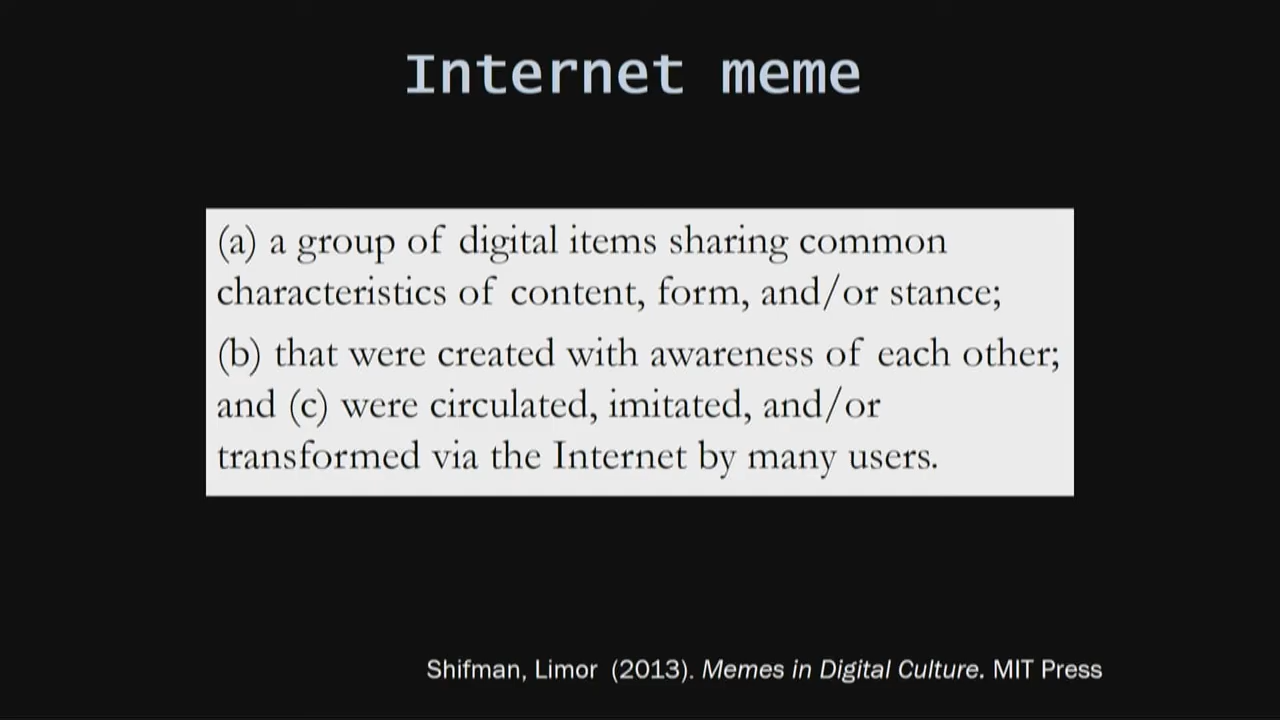 Internet meme
(a) a group of digital items sharing common
characteristics of content, form, and/or stance;
(b) that were created with awareness of each other;
and (c) were circulated, imitated, and/or
transformed via the Internet by many users.
Shifman, Limor (2013). Memes in Digital Culture. MIT Press